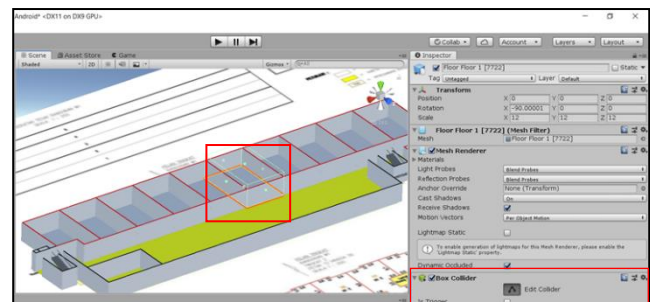 Android* <DX11 on DX9 GPU>
Collab
Account
Layers
Layout
Scene
Asset Store
Game
Shaded
2D
Gizmos
Inspector
Floor Floor 1 [7722]
Static
Tag Untagged
Layer Default
Transform
Position X 0 Y 0 Z 0
Rotation X -90.00001 Y 0 Z 0
Scale X 12 Y 12 Z 12
Floor Floor 1 [7722] (Mesh Filter)
Mesh Floor Floor 1 [7722]
Mesh Renderer
Materials
Light Probes Blend Probes
Reflection Probes Blend Probes
Anchor Override None (Transform)
Cast Shadows On
Receive Shadows
Motion Vectors Per Object Motion
Lightmap Static
To enable generation of lightmaps for this Mesh Renderer, please enable the
'Lightmap Static' property.
Dynamic Occluded
Box Collider
Edit Collider
Is Trigger